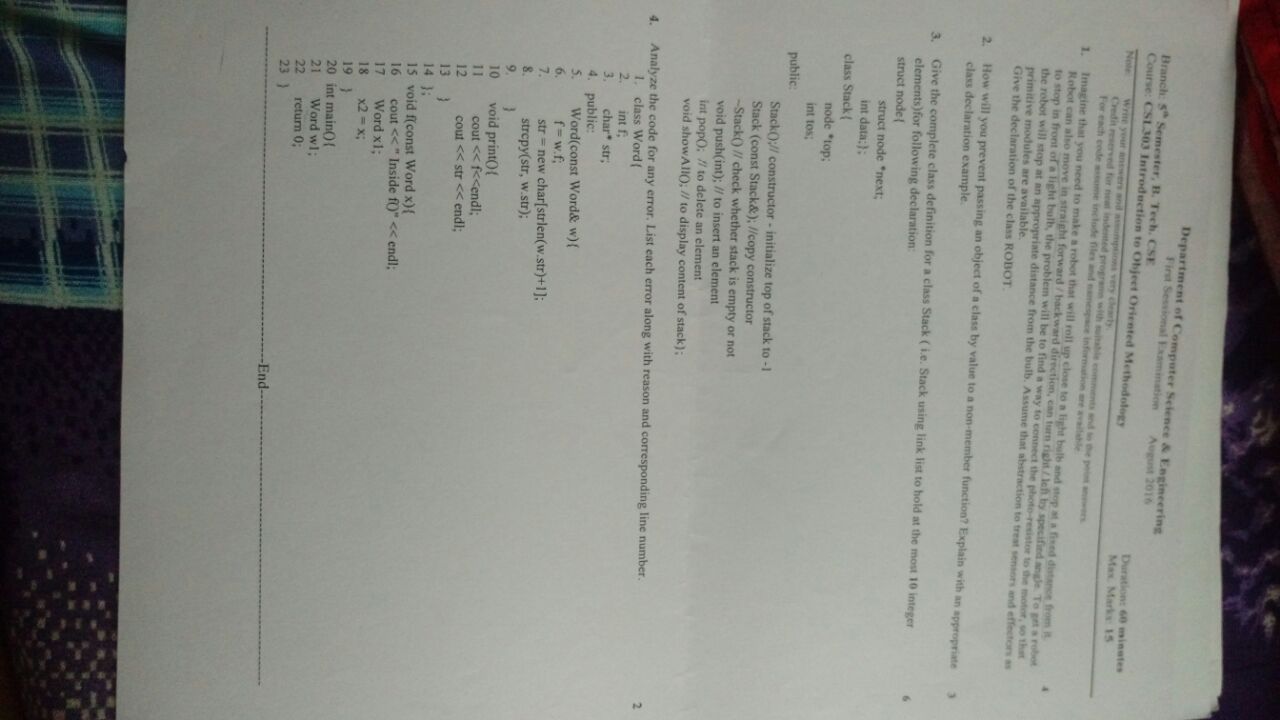 Department of Computer Science & Engineering
First Sessional Examination August 2016
Branch: 5th Semester, B. Tech. CSE
Course: CSL303 Introduction to Object Oriented Methodology
Duration: 60 minutes
Max. Marks: 15
Note: Write your answers and assumptions very clearly.
Credit reserved for neat indented programs with suitable comments and to the point answers.
For each code assume include files and namespace information are available.
1. Imagine that you need to make a robot that will roll up close to a light bulb and stop at a fixed distance from it. 4
Robot can also move in straight forward / backward direction, can turn right / left by specified angle. To get a robot
to stop in front of a light bulb, the problem will be to find a way to connect the photo-resistor to the motor, so that
the robot will stop at an appropriate distance from the bulb. Assume that abstraction to treat sensors and effectors as
primitive modules are available.
Give the declaration of the class ROBOT.
2. How will you prevent passing an object of a class by value to a non-member function? Explain with an appropriate 3
class declaration example.
3. Give the complete class definition for a class Stack ( i.e. Stack using link list to hold at the most 10 integer 6
elements)for following declaration:
struct node{
struct node *next;
int data;};
class Stack{
node *top;
int tos;
public:
Stack();// constructor - initialize top of stack to -1
Stack (const Stack&); //copy constructor
~Stack() // check whether stack is empty or not
void push(int); // to insert an element
int pop(); // to delete an element
void showAll(); // to display content of stack};
4. Analyze the code for any error. List each error along with reason and corresponding line number. 2
1. class Word{
2. int f;
3. char* str;
4. public:
5. Word(const Word& w){
6. f = w.f;
7. str = new char[strlen(w.str)+1];
8. strcpy(str, w.str);
9. }
10 void print(){
11 cout << f<<endl;
12 cout << str << endl;
13 }
14 };
15 void f(const Word x){
16 cout <<" Inside f()" << endl;
17 Word x1;
18 x2 = x;
19 }
20 int main(){
21 Word w1;
22 return 0;
23 }
---End---